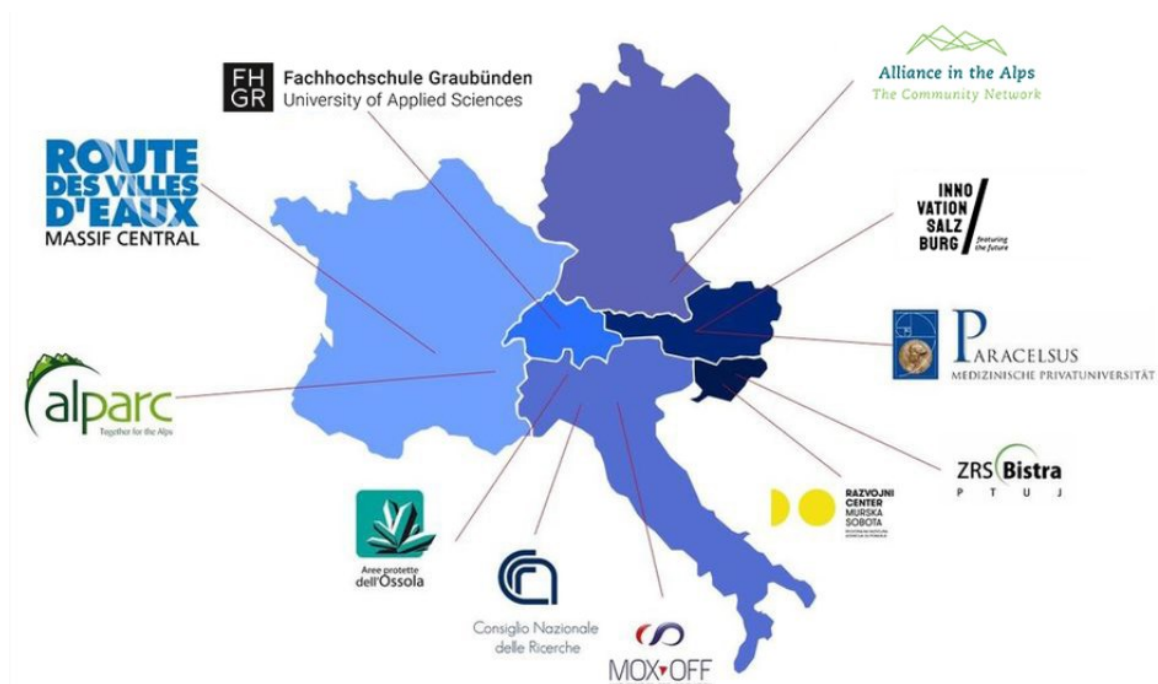 FH
GR
Fachhochschule Graubünden
University of Applied Sciences
Alliance in the Alps
The Community Network
ROUTE
DES VILLES
D'EAUX
MASSIF CENTRAL
INNO
VATION
SALZ
BURG
featuring
the future
PARACELSUS
MEDIZINISCHE PRIVATUNIVERSITÄT
alparc
Together for the Alps
ZRS Bistra
P T U J
RAZVOJNI
CENTER
MURSKA
SOBOTA
Aree protette
dell'Ossola
Consiglio Nazionale
delle Ricerche
MOX OFF